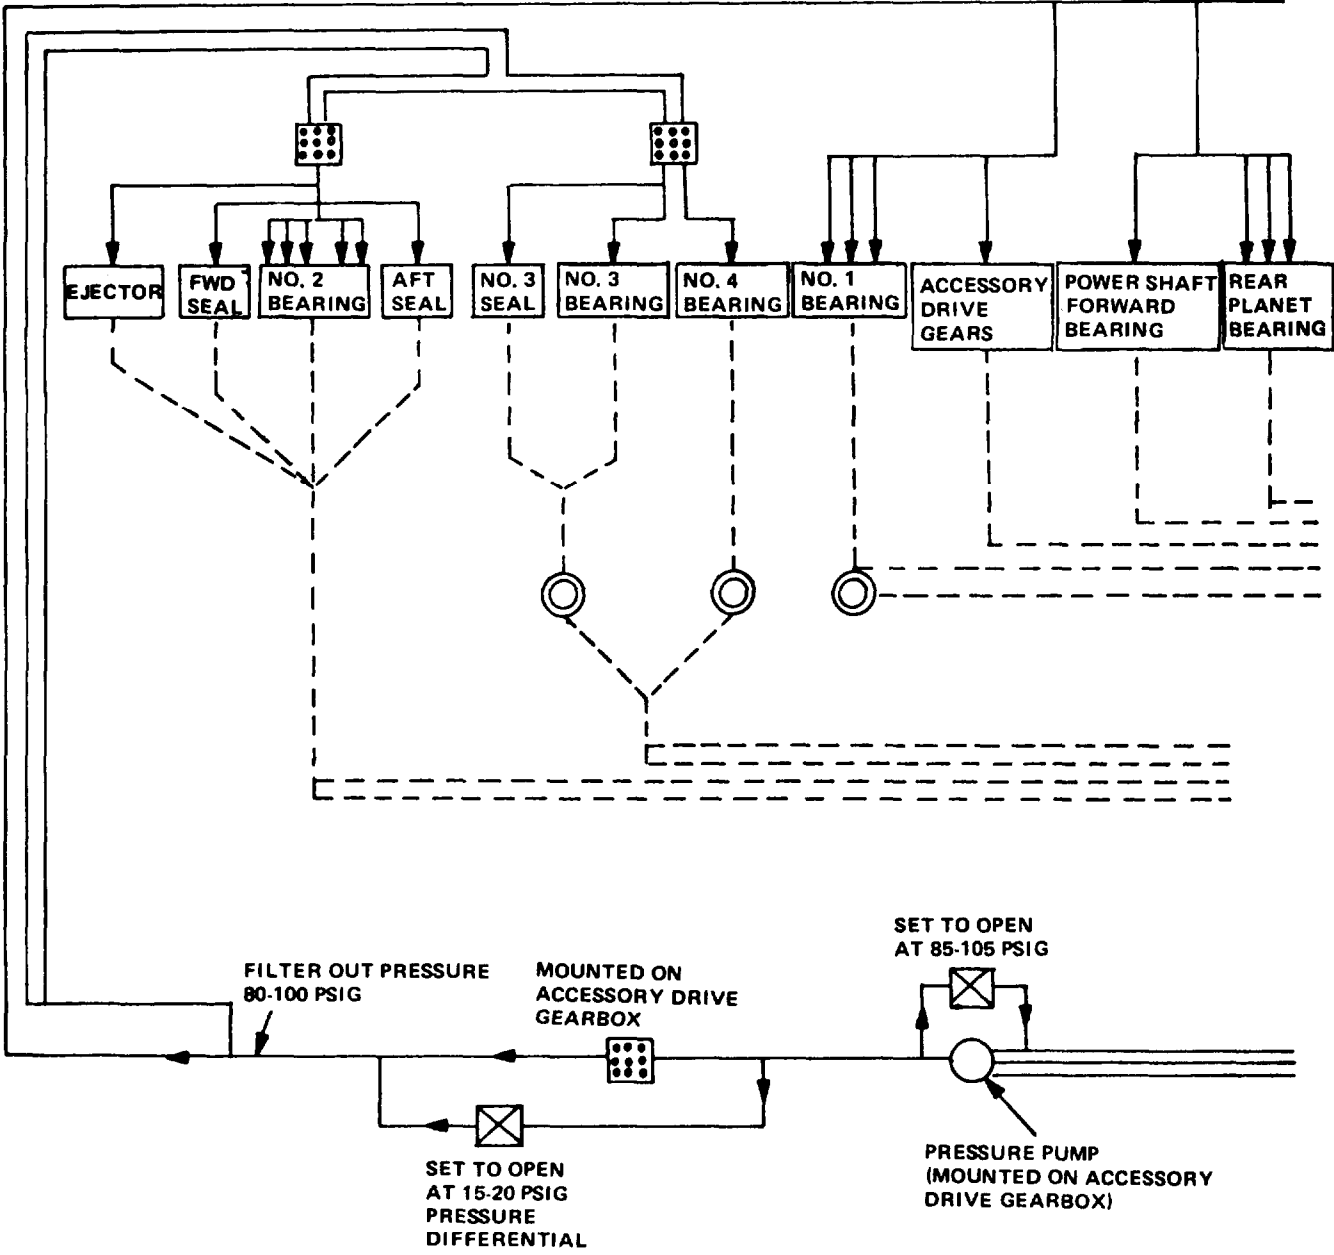 EJECTOR
FWD
SEAL
NO. 2
BEARING
AFT
SEAL
NO. 3
SEAL
NO. 3
BEARING
NO. 4
BEARING
NO. 1
BEARING
ACCESSORY
DRIVE
GEARS
POWER SHAFT
FORWARD
BEARING
REAR
PLANET
BEARING
SET TO OPEN
AT 85-105 PSIG
FILTER OUT PRESSURE
80-100 PSIG
MOUNTED ON
ACCESSORY DRIVE
GEARBOX
SET TO OPEN
AT 15-20 PSIG
PRESSURE
DIFFERENTIAL
PRESSURE PUMP
(MOUNTED ON ACCESSORY
DRIVE GEARBOX)